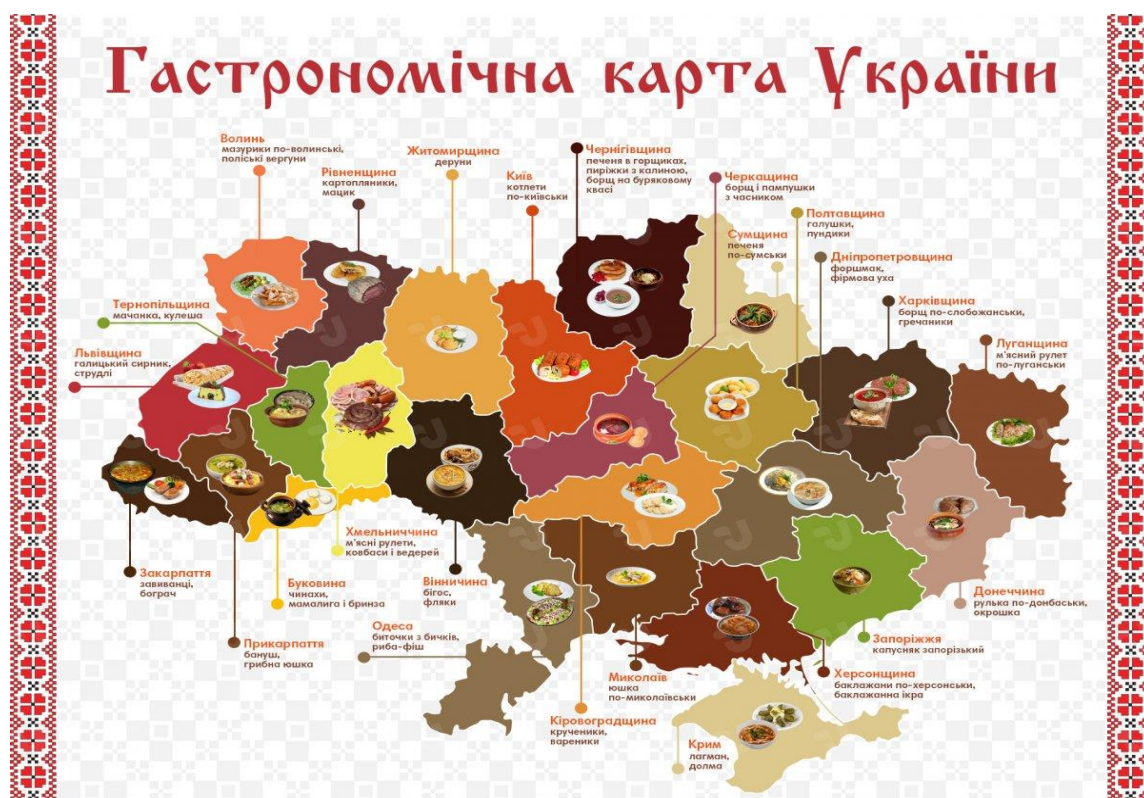 Гастрономічна карта України
Волинь
мазурики по-волинські,
поліські вергуни
Рівненщина
картопляники,
мацик
Житомирщина
деруни
Київ
котлети
по-київськи
Чернігівщина
печеня в горщиках,
пиріжки з калиною,
борщ на буряковому
квасі
Черкащина
борщ і пампушки
з часником
Сумщина
печеня
по-сумськи
Полтавщина
галушки,
пундики
Дніпропетровщина
форшмак,
фірмова уха
Харківщина
борщ по-слобожанськи,
гречаники
Луганщина
м'ясний рулет
по-луганськи
Тернопільщина
мачанка, кулеша
Львівщина
галицький сирник,
струдлі
Закарпаття
завиванці,
бограч
Прикарпаття
бануш,
грибна юшка
Буковина
чинахи,
мамалига і бринза
Хмельниччина
м'ясні рулети,
ковбаси і ведерей
Вінничина
бігос,
фляки
Одеса
биточки з бичків,
риба-фіш
Кіровоградщина
крученики,
вареники
Миколаїв
юшка
по-миколаївськи
Крим
лагман,
долма
Херсонщина
баклажани по-херсонськи,
баклажанна ікра
Запоріжжя
капусняк запорізький
Донеччина
рулька по-донбаськи,
окрошка